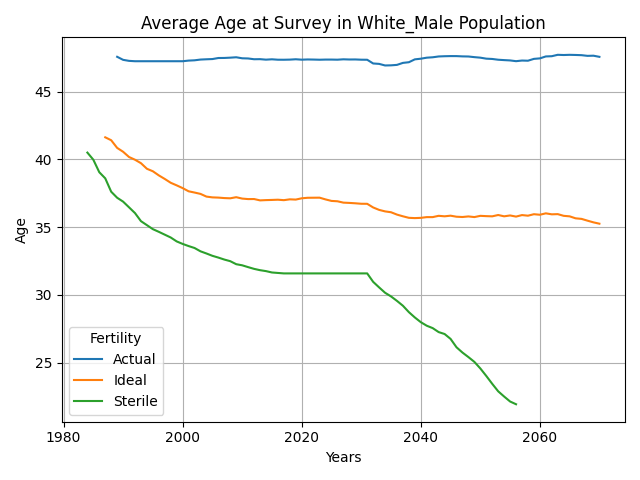 Average Age at Survey in White_Male Population
Age
45
40
35
30
25
Fertility
Actual
Ideal
Sterile
1980
2000
2020
2040
2060
Years